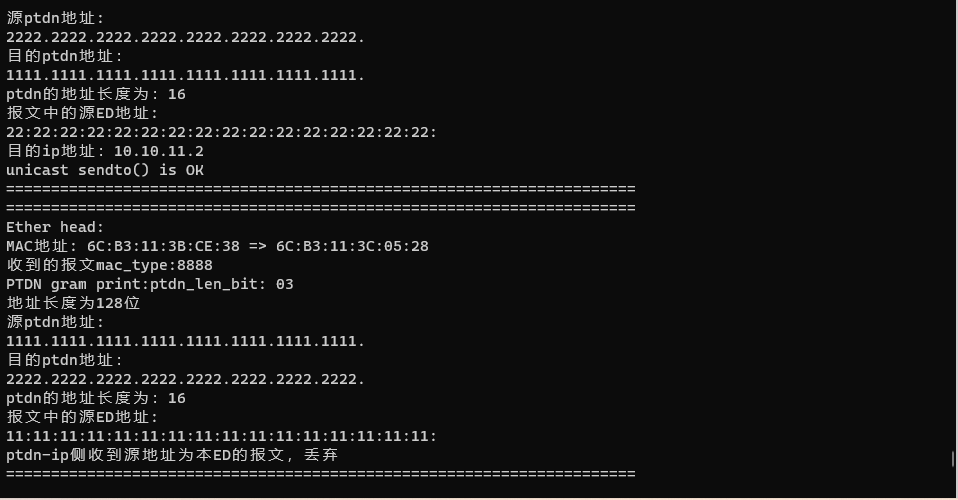 源ptdn地址:
2222.2222.2222.2222.2222.2222.2222.2222.
目的ptdn地址:
1111.1111.1111.1111.1111.1111.1111.1111.
ptdn的地址长度为: 16
报文中的源ED地址:
22:22:22:22:22:22:22:22:22:22:22:22:22:22:22:22:
目的ip地址: 10.10.11.2
unicast sendto() is OK
======================================================================
======================================================================
Ether head:
MAC地址: 6C:B3:11:3B:CE:38 => 6C:B3:11:3C:05:28
收到的报文mac_type:8888
PTDN gram print:ptdn_len_bit: 03
地址长度为128位
源ptdn地址:
1111.1111.1111.1111.1111.1111.1111.1111.
目的ptdn地址:
2222.2222.2222.2222.2222.2222.2222.2222.
ptdn的地址长度为: 16
报文中的源ED地址:
11:11:11:11:11:11:11:11:11:11:11:11:11:11:11:11:
ptdn-ip侧收到源地址为本ED的报文, 丢弃
======================================================================